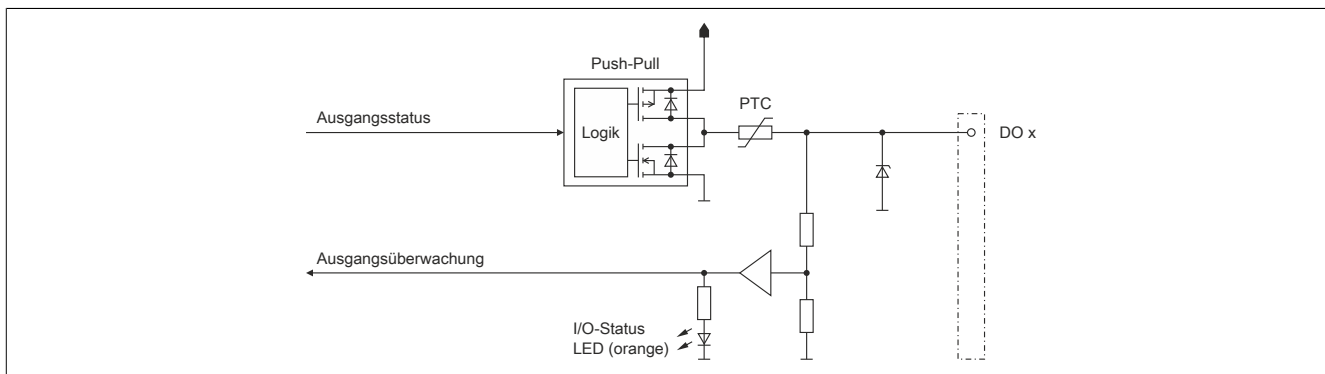 Push-Pull
PTC
Ausgangsstatus
Logik
DO x
Ausgangsüberwachung
I/O-Status
LED (orange)